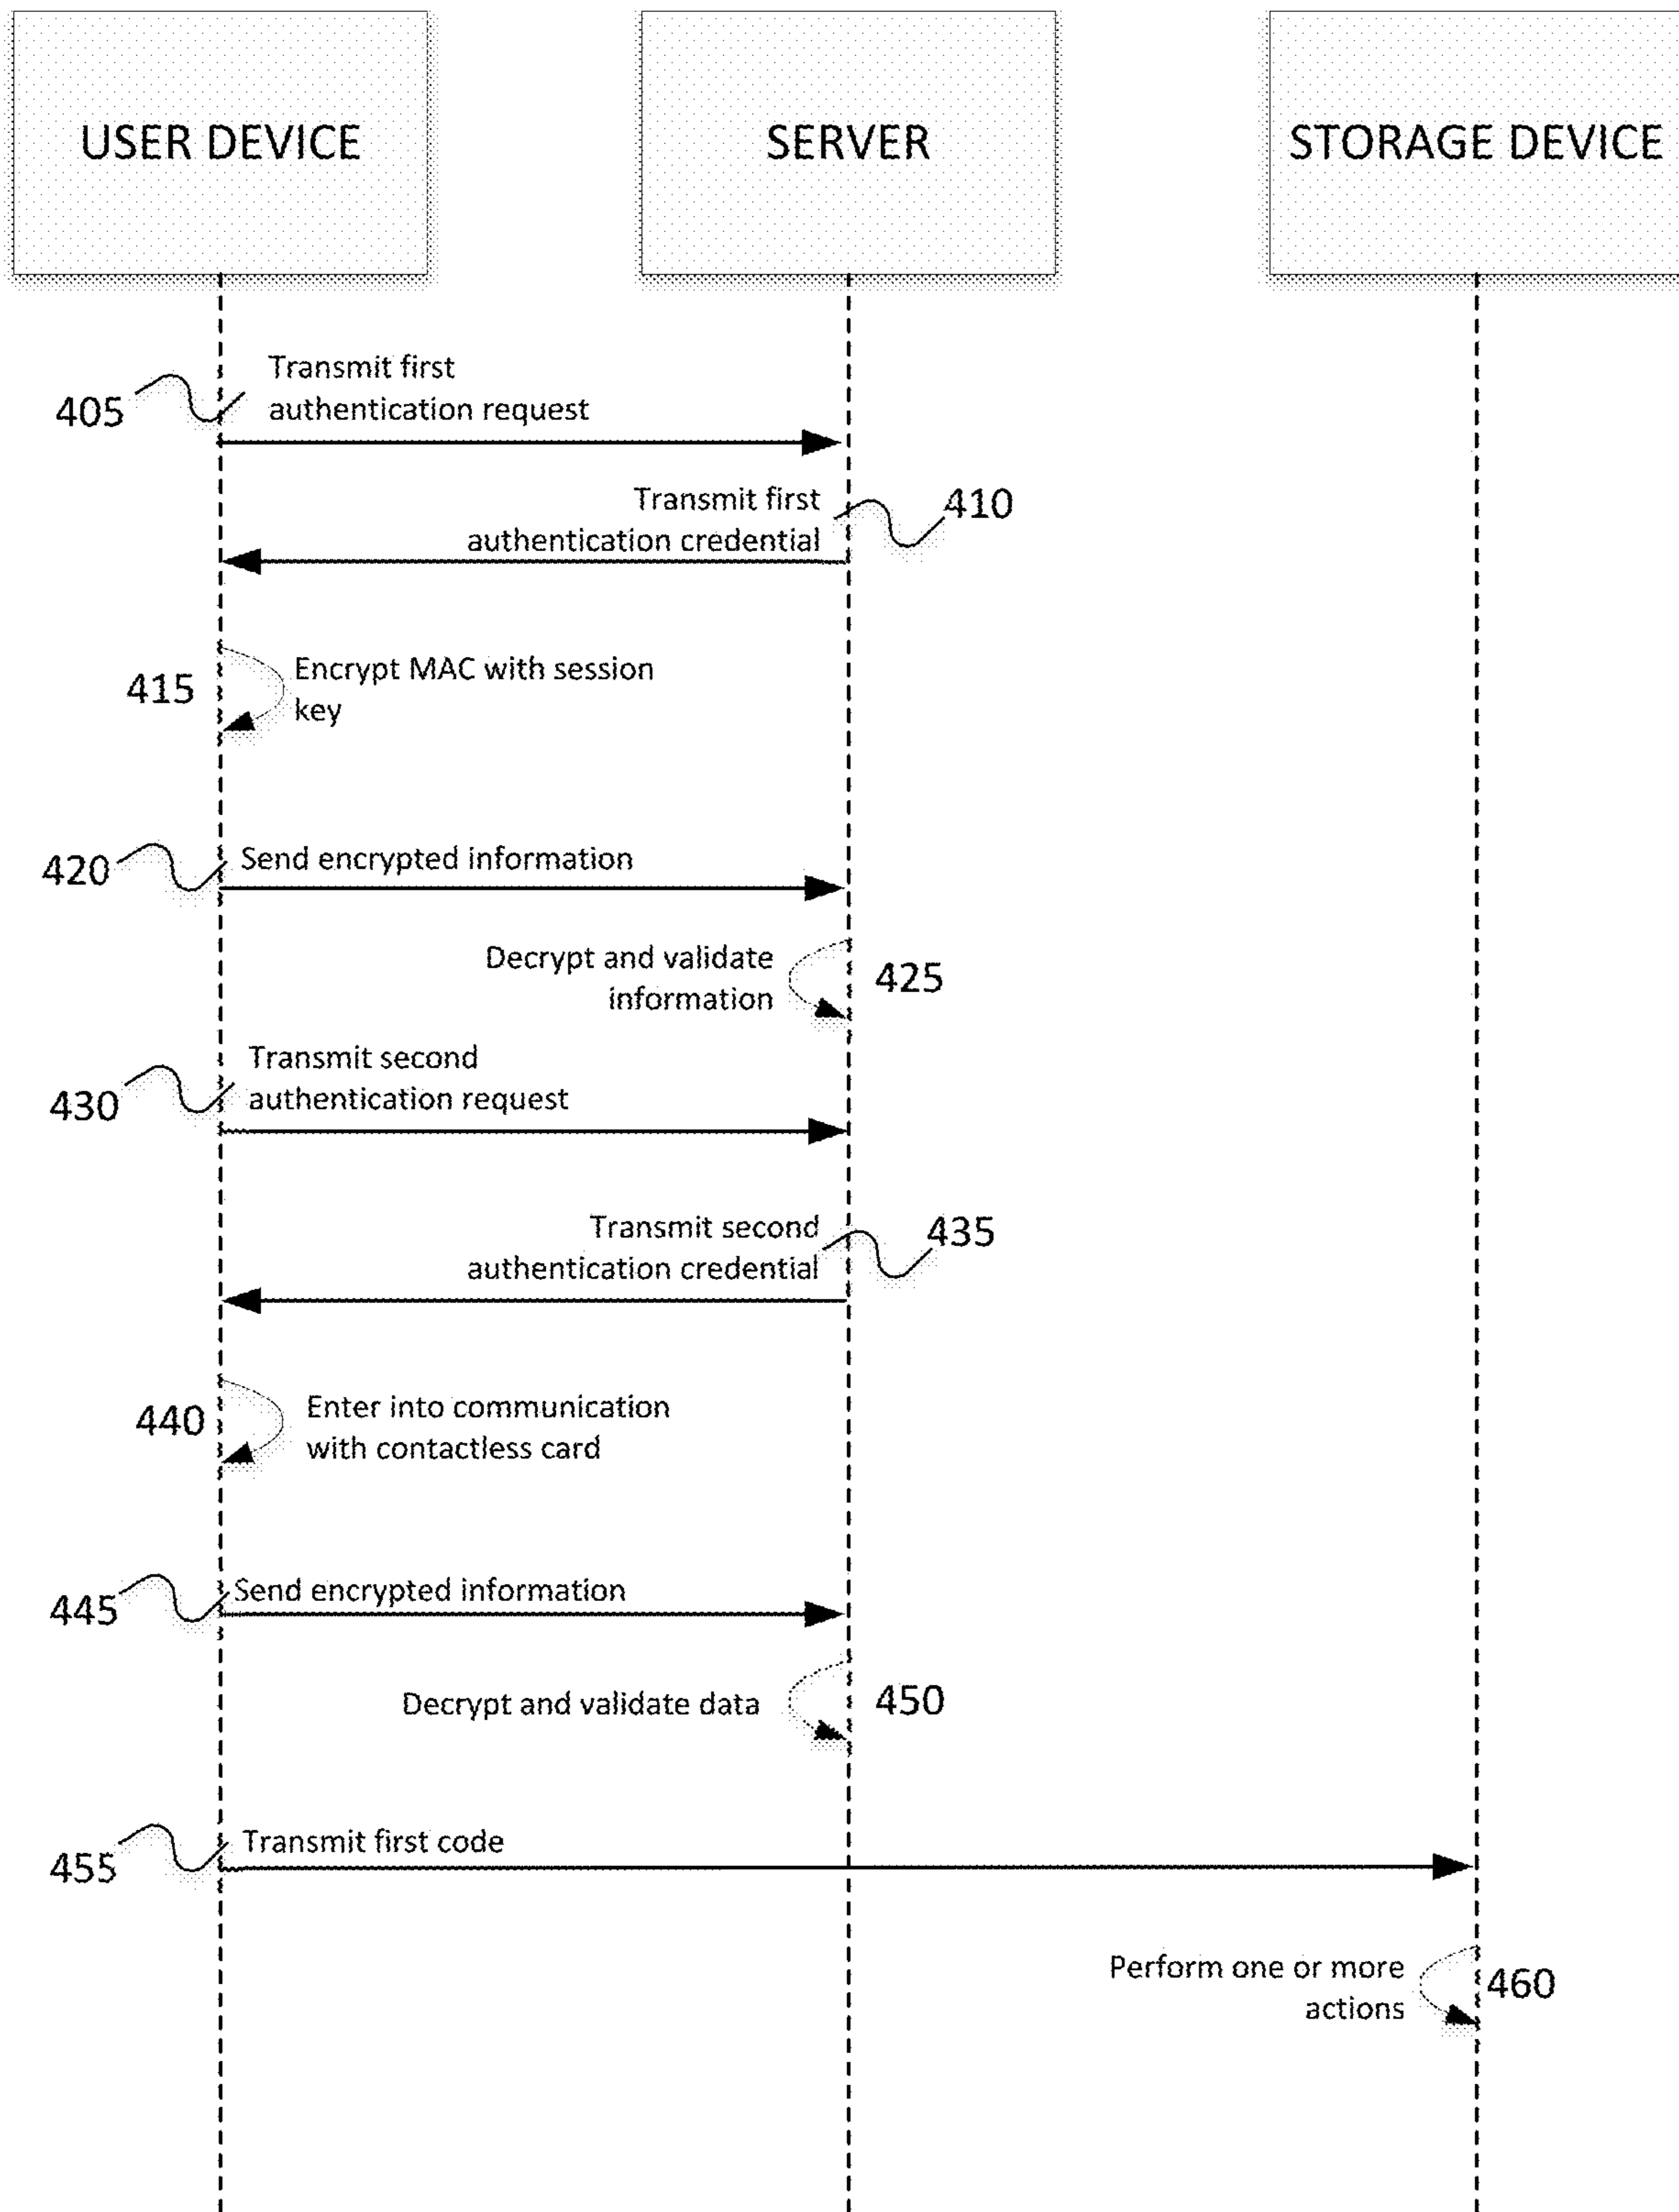 USER DEVICE
SERVER
STORAGE DEVICE
Transmit first
authentication request
405
Transmit first
authentication credential
410
415
Encrypt MAC with session
key
420
Send encrypted information
Decrypt and validate
information
425
Transmit second
authentication request
430
Transmit second
authentication credential
435
440
Enter into communication
with contactless card
445
Send encrypted information
Decrypt and validate data
450
455
Transmit first code
Perform one or more
actions
460